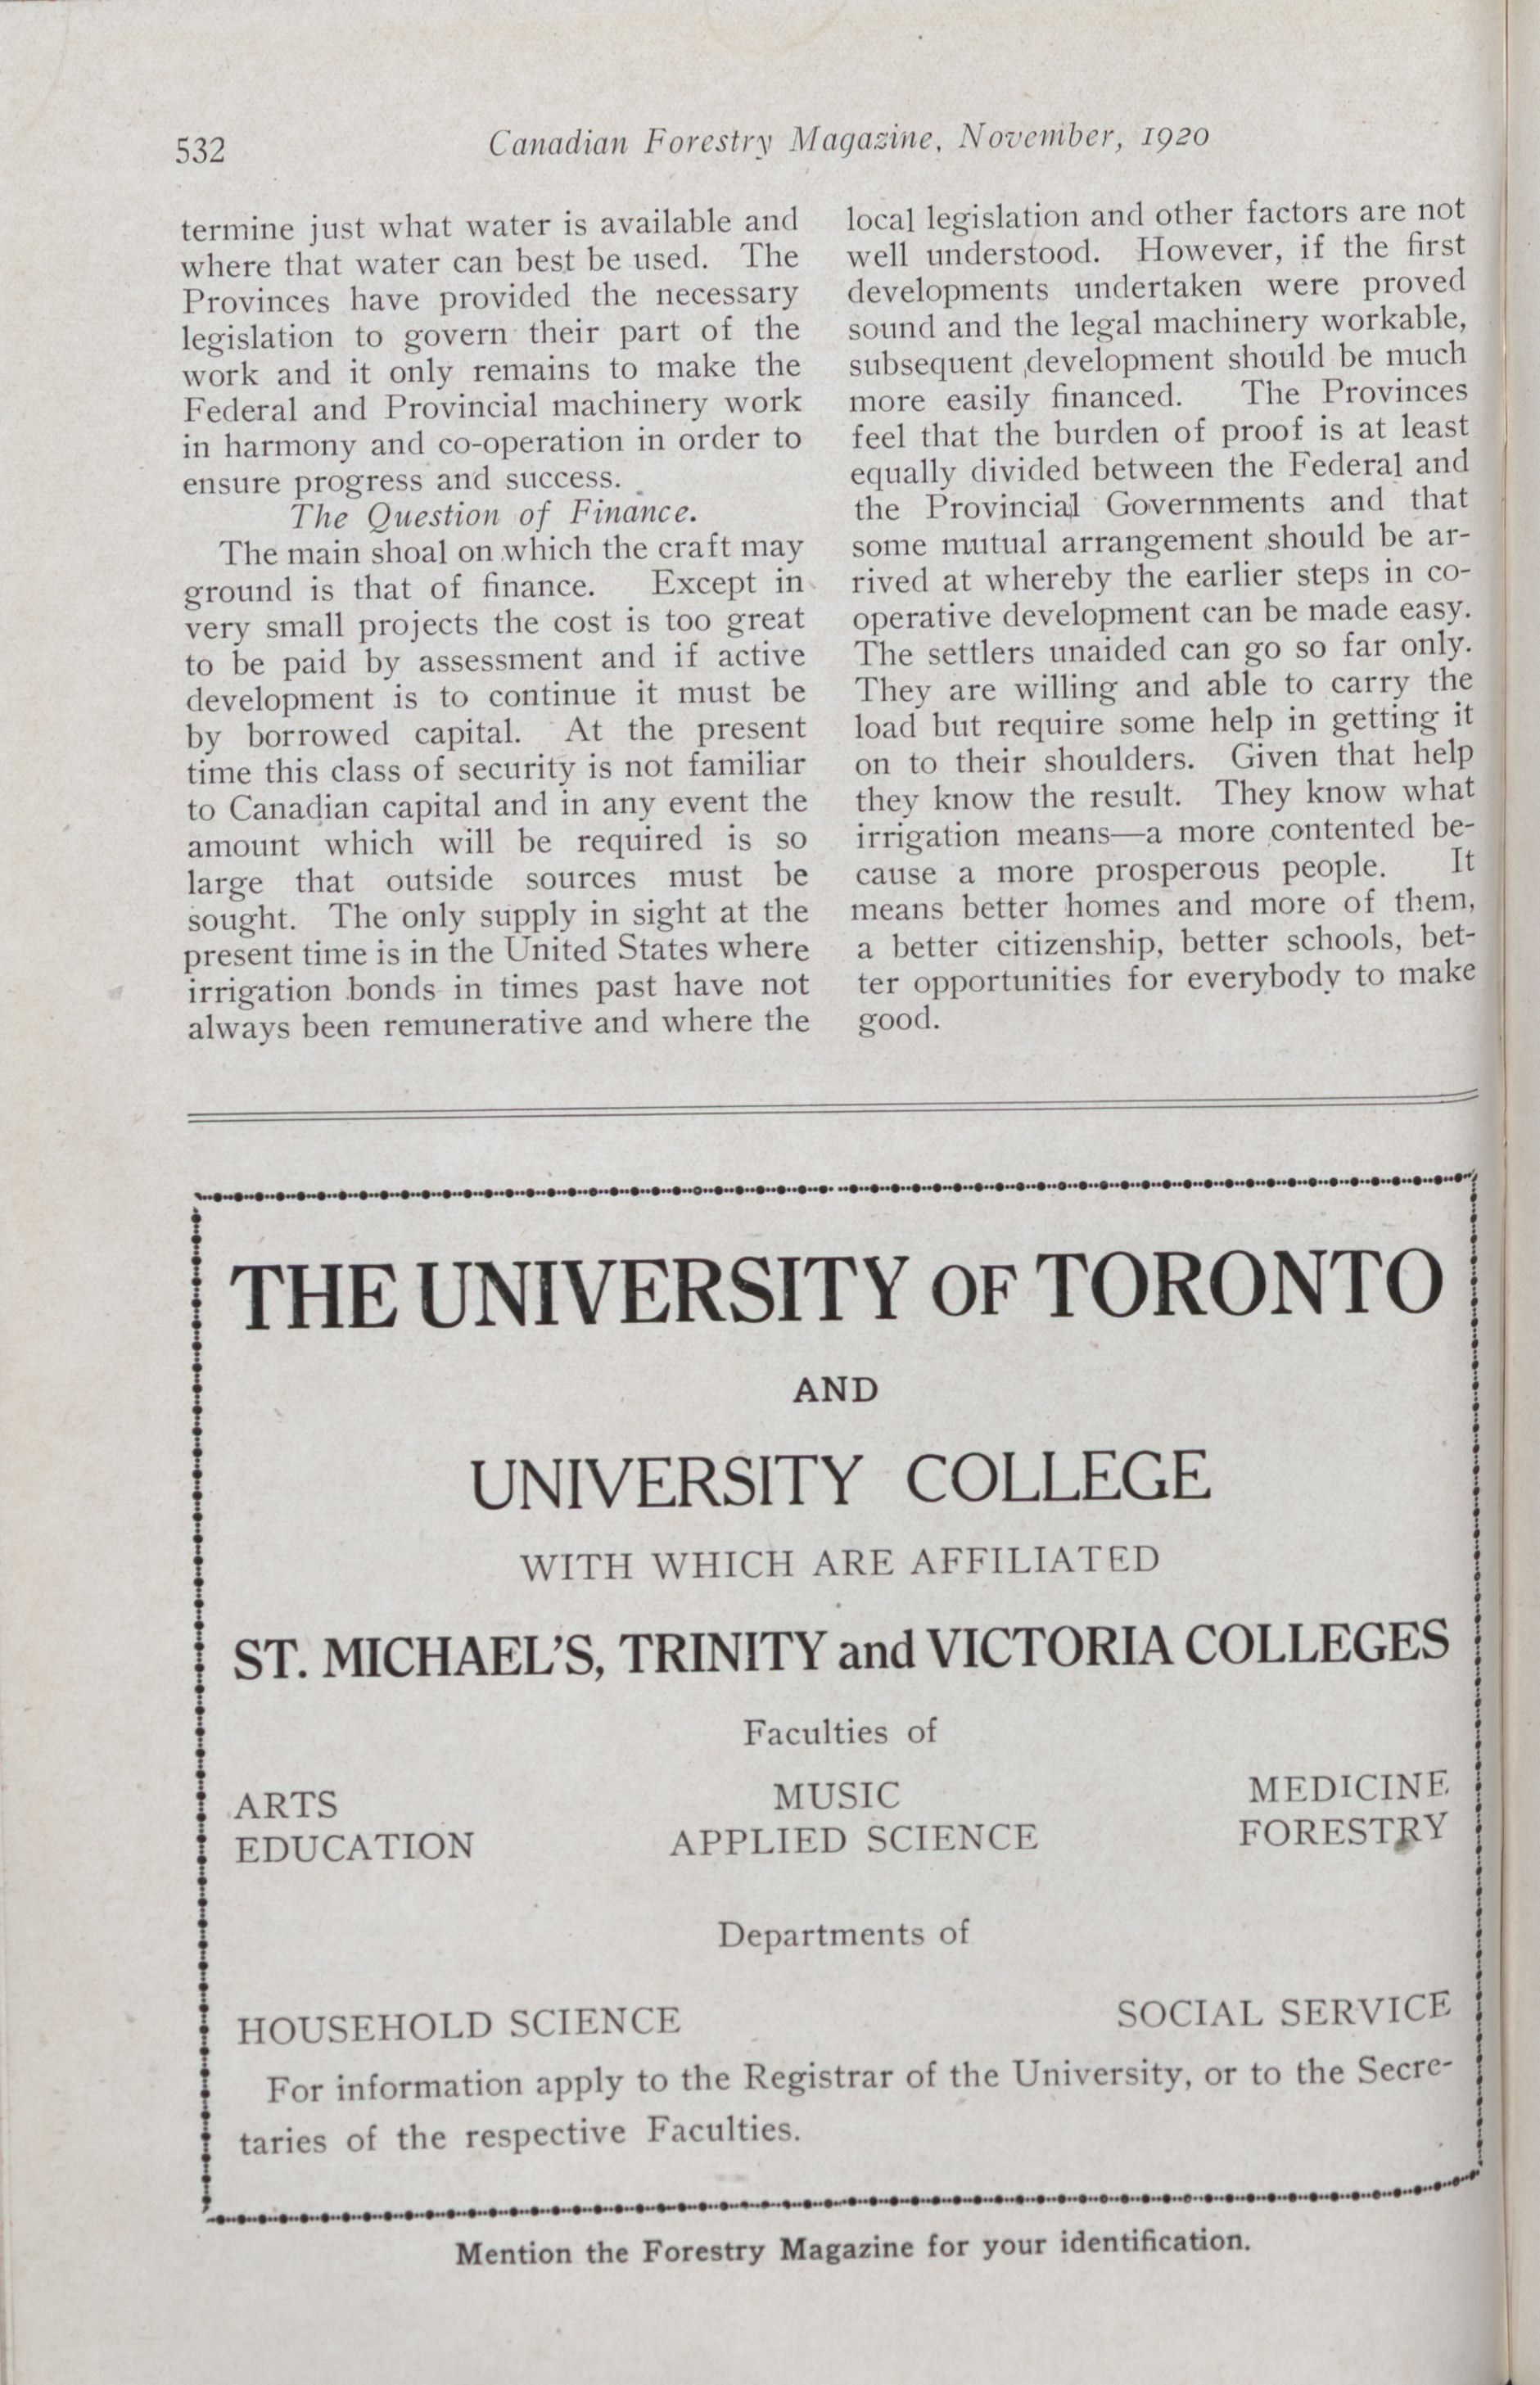 532
Canadian Forestry Magazine, November, 1920
termine just what water is available and
where that water can best be used. The
Provinces have provided the necessary
legislation to govern their part of the
work and it only remains to make the
Federal and Provincial machinery work
in harmony and co-operation in order to
ensure progress and success.
The Question of Finance.
The main shoal on which the craft may
ground is that of finance. Except in
very small projects the cost is too great
to be paid by assessment and if active
development is to continue it must be
by borrowed capital. At the present
time this class of security is not familiar
to Canadian capital and in any event the
amount which will be required is so
large that outside sources must be
sought. The only supply in sight at the
present time is in the United States where
irrigation bonds in times past have not
always been remunerative and where the
local legislation and other factors are not
well understood. However, if the first
developments undertaken were proved
sound and the legal machinery workable,
subsequent development should be much
more easily financed. The Provinces
feel that the burden of proof is at least
equally divided between the Federal and
the Provincial Governments and that
some mutual arrangement should be ar-
rived at whereby the earlier steps in co-
operative development can be made easy.
The settlers unaided can go so far only.
They are willing and able to carry the
load but require some help in getting it
on to their shoulders. Given that help
they know the result. They know what
irrigation means—a more contented be-
cause a more prosperous people. It
means better homes and more of them,
a better citizenship, better schools, bet-
ter opportunities for everybody to make
good.
THE UNIVERSITY OF TORONTO
AND
UNIVERSITY COLLEGE
WITH WHICH ARE AFFILIATED
ST. MICHAEL'S, TRINITY and VICTORIA COLLEGES
Faculties of
ARTS MUSIC MEDICINE
EDUCATION APPLIED SCIENCE FORESTRY
Departments of
HOUSEHOLD SCIENCE SOCIAL SERVICE
For information apply to the Registrar of the University, or to the Secre-
taries of the respective Faculties.
Mention the Forestry Magazine for your identification.